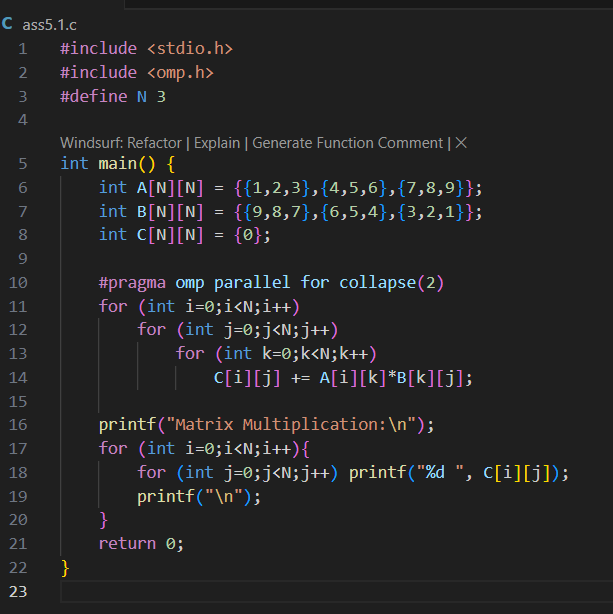 C ass5.1.c
1 #include <stdio.h>
2 #include <omp.h>
3 #define N 3
4
Windsurf: Refactor | Explain | Generate Function Comment | ✕
5 int main() {
6     int A[N][N] = {{1,2,3},{4,5,6},{7,8,9}};
7     int B[N][N] = {{9,8,7},{6,5,4},{3,2,1}};
8     int C[N][N] = {0};
9
10     #pragma omp parallel for collapse(2)
11     for (int i=0;i<N;i++)
12         for (int j=0;j<N;j++)
13             for (int k=0;k<N;k++)
14                 C[i][j] += A[i][k]*B[k][j];
15
16     printf("Matrix Multiplication:\n");
17     for (int i=0;i<N;i++){
18         for (int j=0;j<N;j++) printf("%d ", C[i][j]);
19         printf("\n");
20     }
21     return 0;
22 }
23